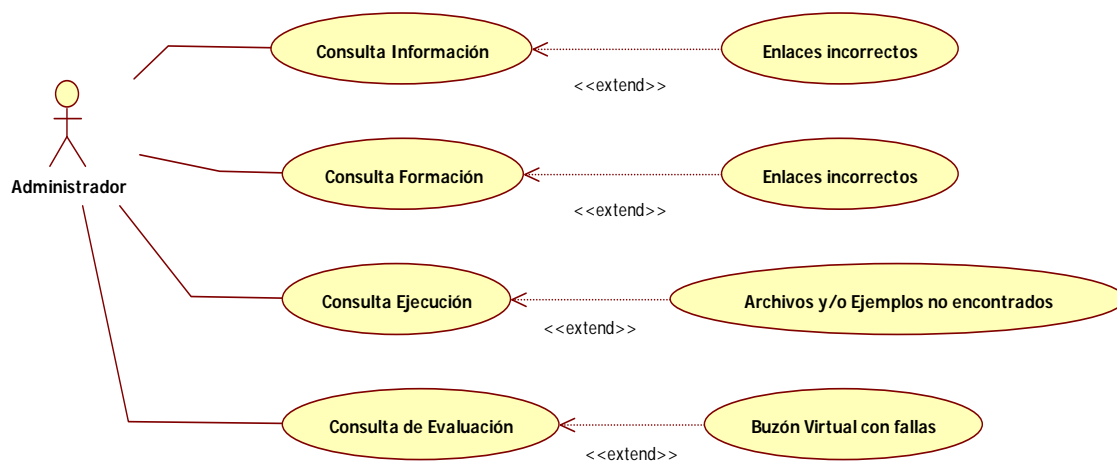 Consulta Información
Enlaces incorrectos
<<extend>>
Administrador
Consulta Formación
Enlaces incorrectos
<<extend>>
Consulta Ejecución
Archivos y/o Ejemplos no encontrados
<<extend>>
Consulta de Evaluación
Buzón Virtual con fallas
<<extend>>